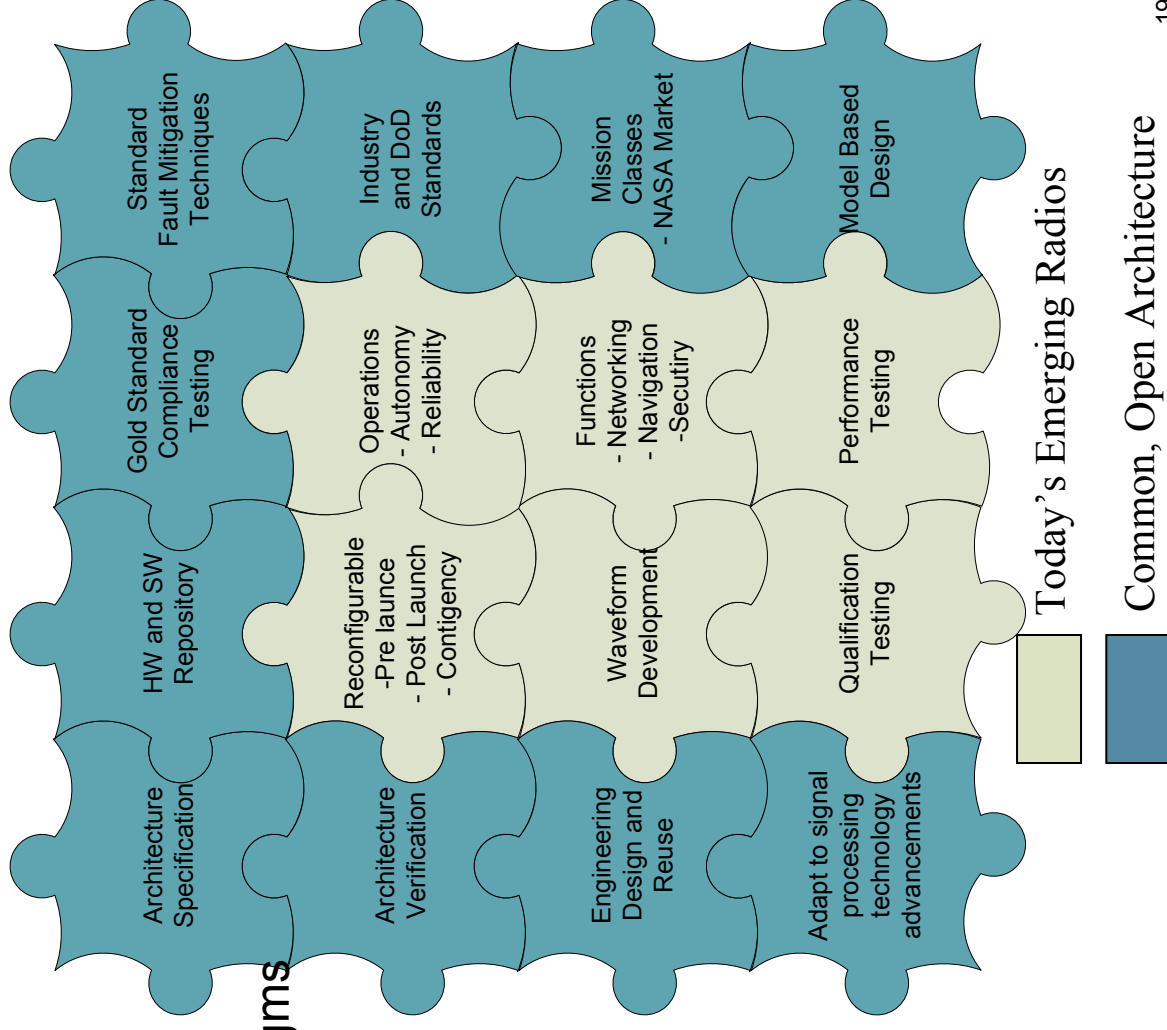 Architecture
Specification
HW and SW
Repository
Gold Standard
Compliance
Testing
Standard
Fault Mitigation
Techniques
Architecture
Verification
Reconfigurable
-Pre launce
- Post Launch
- Contigency
Operations
- Autonomy
- Reliability
Industry
and DoD
Standards
Engineering
Design and
Reuse
Waveform
Development
Functions
- Networking
- Navigation
-Secutiry
Mission
Classes
- NASA Market
Adapt to signal
processing
technology
advancements
Qualification
Testing
Performance
Testing
Model Based
Design
Today’s Emerging Radios
Common, Open Architecture
gms
19